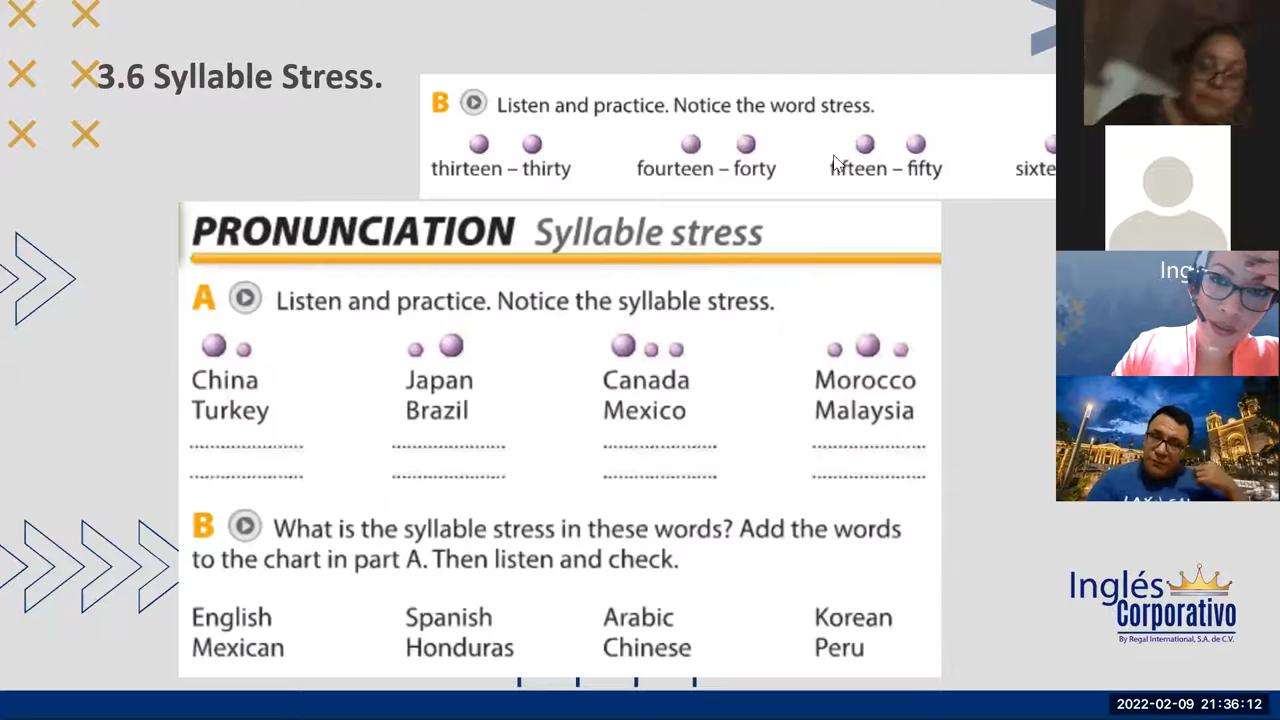 3.6 Syllable Stress.
B Listen and practice. Notice the word stress.
thirteen – thirty fourteen – forty fifteen – fifty sixte
PRONUNCIATION Syllable stress
A Listen and practice. Notice the syllable stress.
China Japan Canada Morocco
Turkey Brazil Mexico Malaysia
B What is the syllable stress in these words? Add the words
to the chart in part A. Then listen and check.
English Spanish Arabic Korean
Mexican Honduras Chinese Peru
Ing
Inglés
Corporativo
By Regal International, S.A. de C.V.
2022-02-09 21:36:12